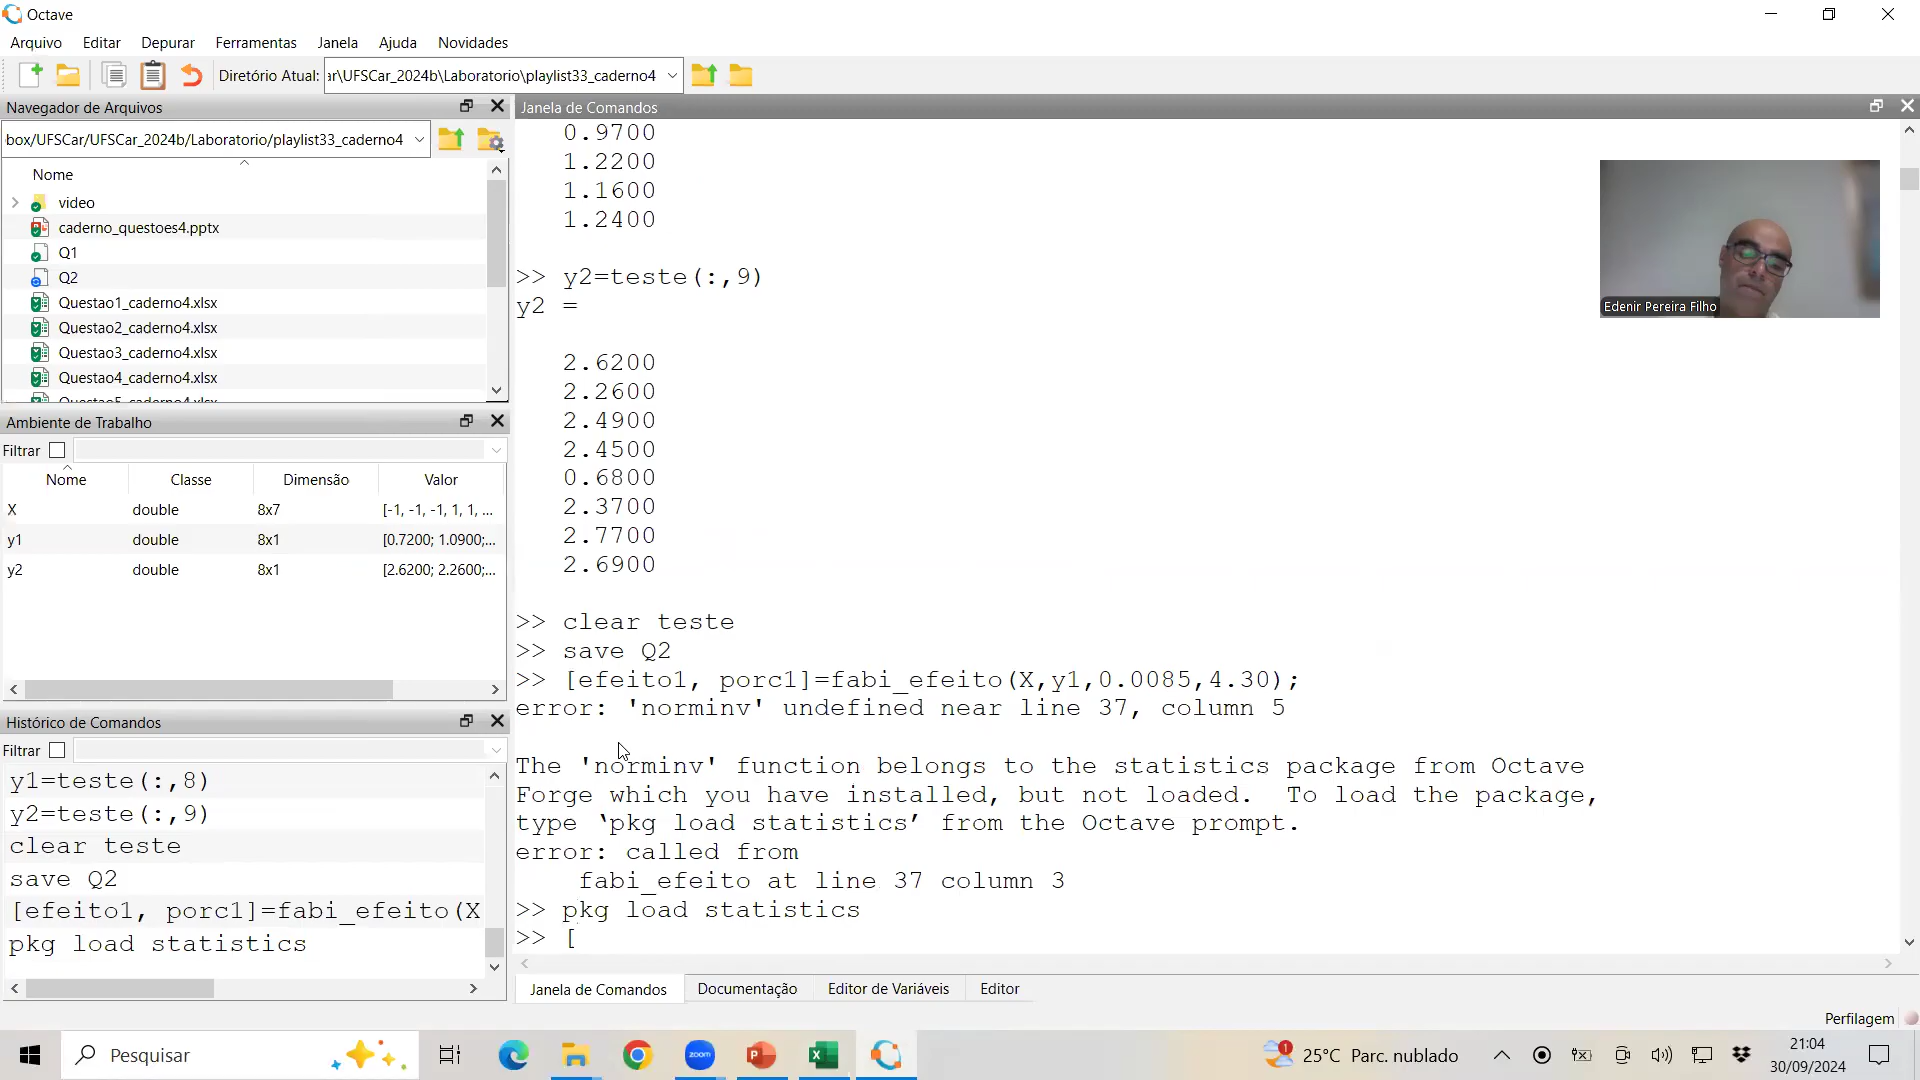 Octave
Arquivo Editar Depurar Ferramentas Janela Ajuda Novidades
Diretório Atual: ar\UFSCar_2024b\Laboratorio\playlist33_caderno4
Navegador de Arquivos
box/UFSCar/UFSCar_2024b/Laboratorio/playlist33_caderno4
Nome
video
caderno_questoes4.pptx
Q1
Q2
Questao1_caderno4.xlsx
Questao2_caderno4.xlsx
Questao3_caderno4.xlsx
Questao4_caderno4.xlsx
Questao5_caderno4.xlsx
Ambiente de Trabalho
Filtrar
Nome Classe Dimensão Valor
X double 8x7 [-1, -1, -1, 1, 1, ...
y1 double 8x1 [0.7200; 1.0900;...
y2 double 8x1 [2.6200; 2.2600;...
Histórico de Comandos
Filtrar
y1=teste(:,8)
y2=teste(:,9)
clear teste
save Q2
[efeito1, porc1]=fabi_efeito(X
pkg load statistics
Janela de Comandos
0.9700
1.2200
1.1600
1.2400
>> y2=teste(:,9)
y2 =
2.6200
2.2600
2.4900
2.4500
0.6800
2.3700
2.7700
2.6900
>> clear teste
>> save Q2
>> [efeito1, porc1]=fabi_efeito(X,y1,0.0085,4.30);
error: 'norminv' undefined near line 37, column 5
The 'norminv' function belongs to the statistics package from Octave
Forge which you have installed, but not loaded.  To load the package,
type ‘pkg load statistics’ from the Octave prompt.
error: called from
fabi_efeito at line 37 column 3
>> pkg load statistics
>> [
Janela de Comandos Documentação Editor de Variáveis Editor
Edenir Pereira Filho
Perfilagem
Pesquisar
zoom
1
25°C Parc. nublado
21:04
30/09/2024